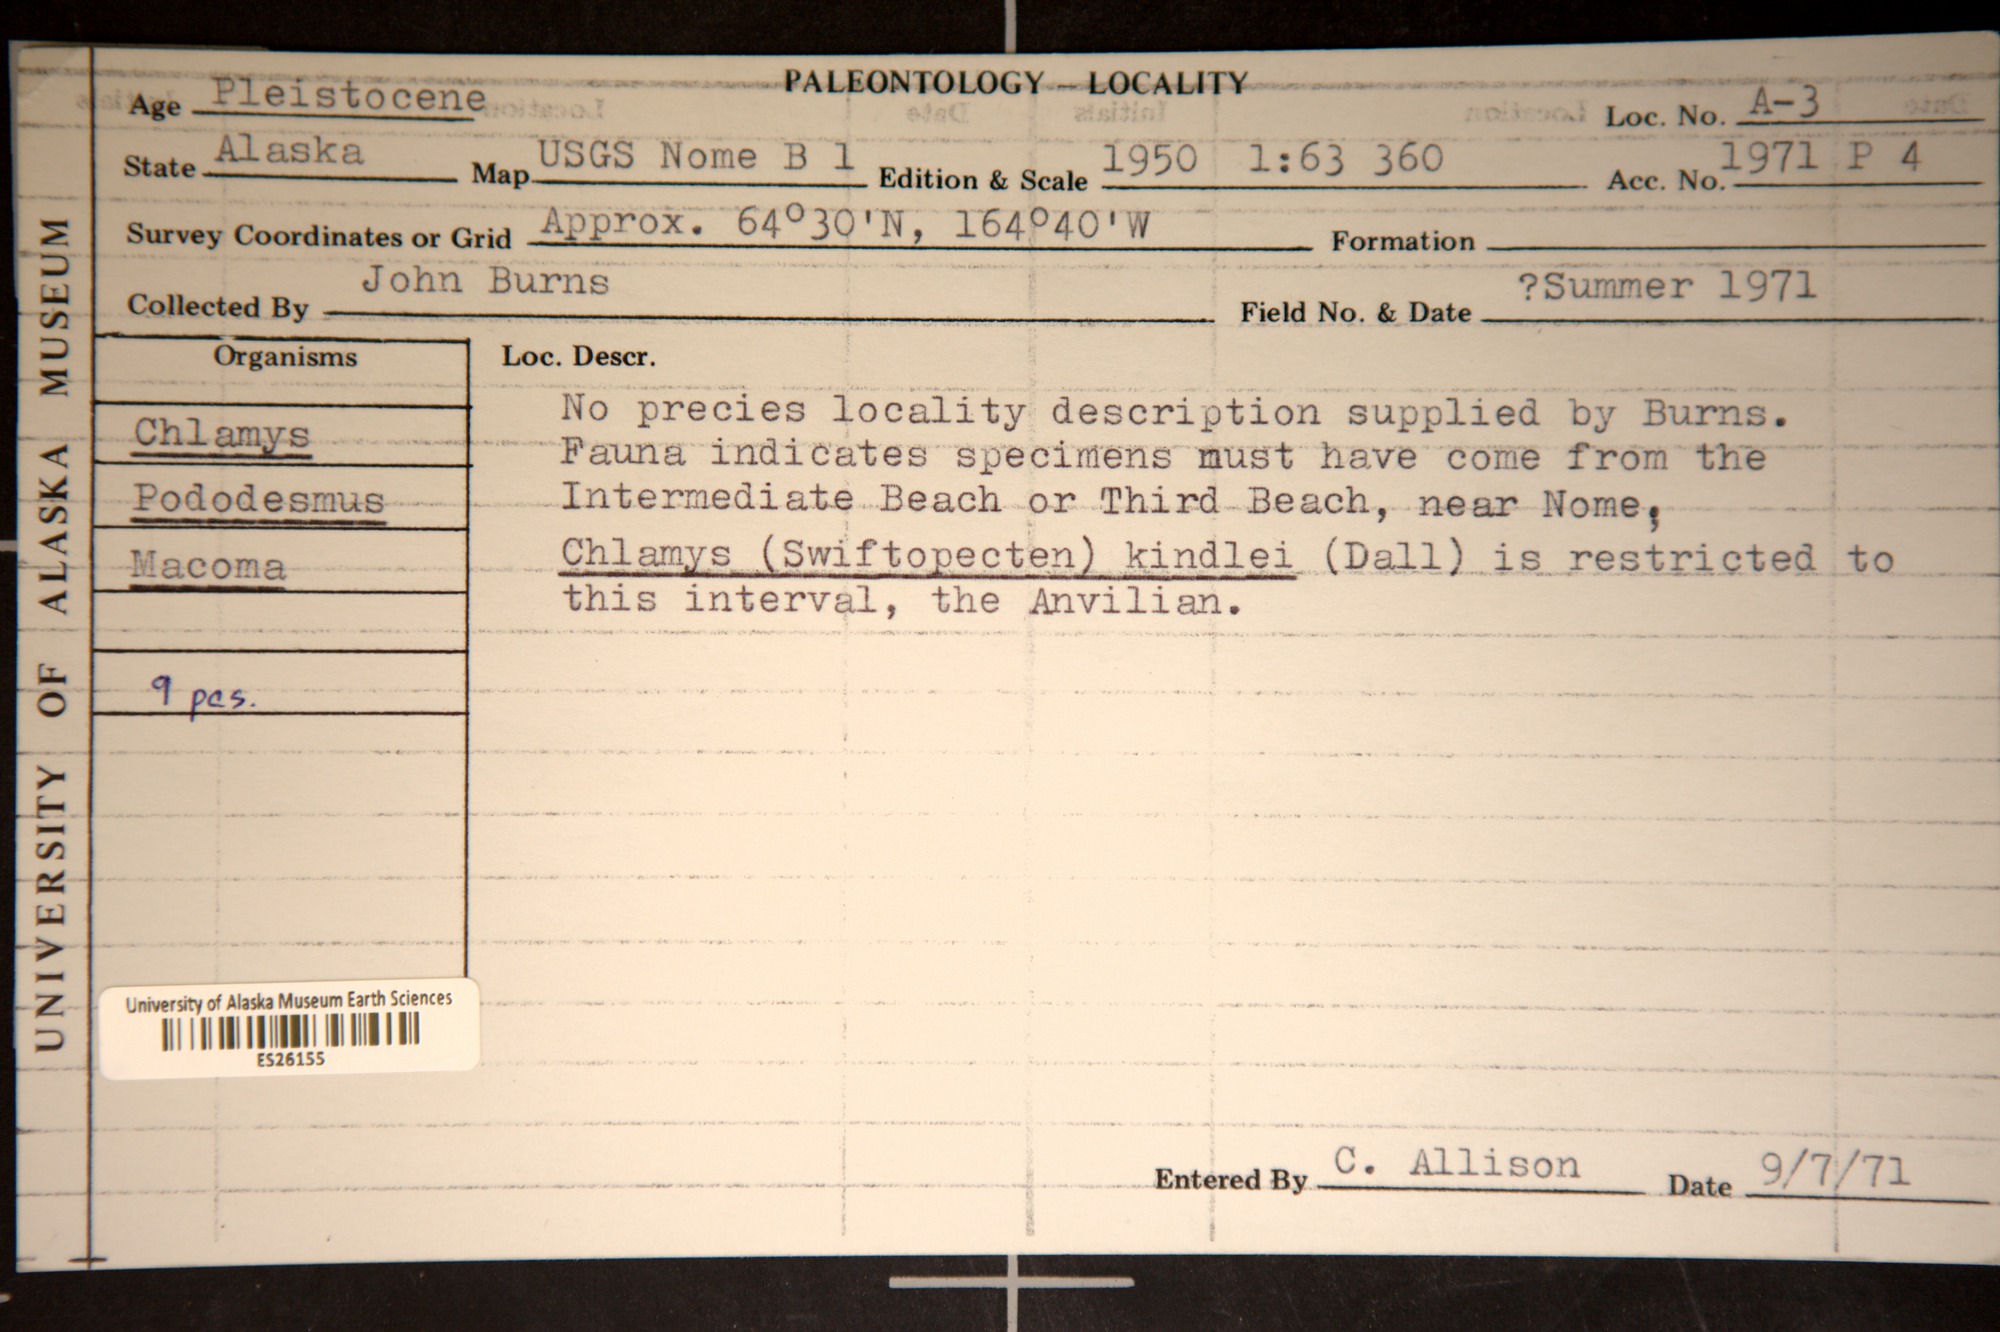 PALEONTOLOGY — LOCALITY
Age Pleistocene Loc. No. A-3
State Alaska Map USGS Nome B 1 Edition & Scale 1950 1:63 360 Acc. No. 1971 P 4
Survey Coordinates or Grid Approx. 64°30'N, 164°40'W Formation
Collected By John Burns Field No. & Date ?Summer 1971
Organisms
Chlamys
Pododesmus
Macoma
9 pcs.
Loc. Descr.
No precies locality description supplied by Burns.
Fauna indicates specimens must have come from the
Intermediate Beach or Third Beach, near Nome,
Chlamys (Swiftopecten) kindlei (Dall) is restricted to
this interval, the Anvilian.
University of Alaska Museum Earth Sciences
ES26155
Entered By C. Allison Date 9/7/71
UNIVERSITY OF ALASKA MUSEUM